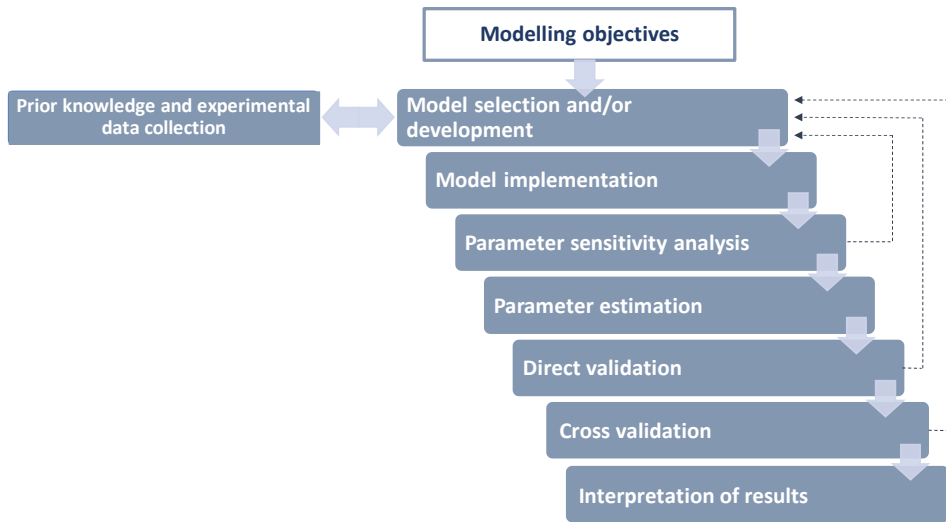 Modelling objectives
Prior knowledge and experimental
data collection
Model selection and/or
development
Model implementation
Parameter sensitivity analysis
Parameter estimation
Direct validation
Cross validation
Interpretation of results